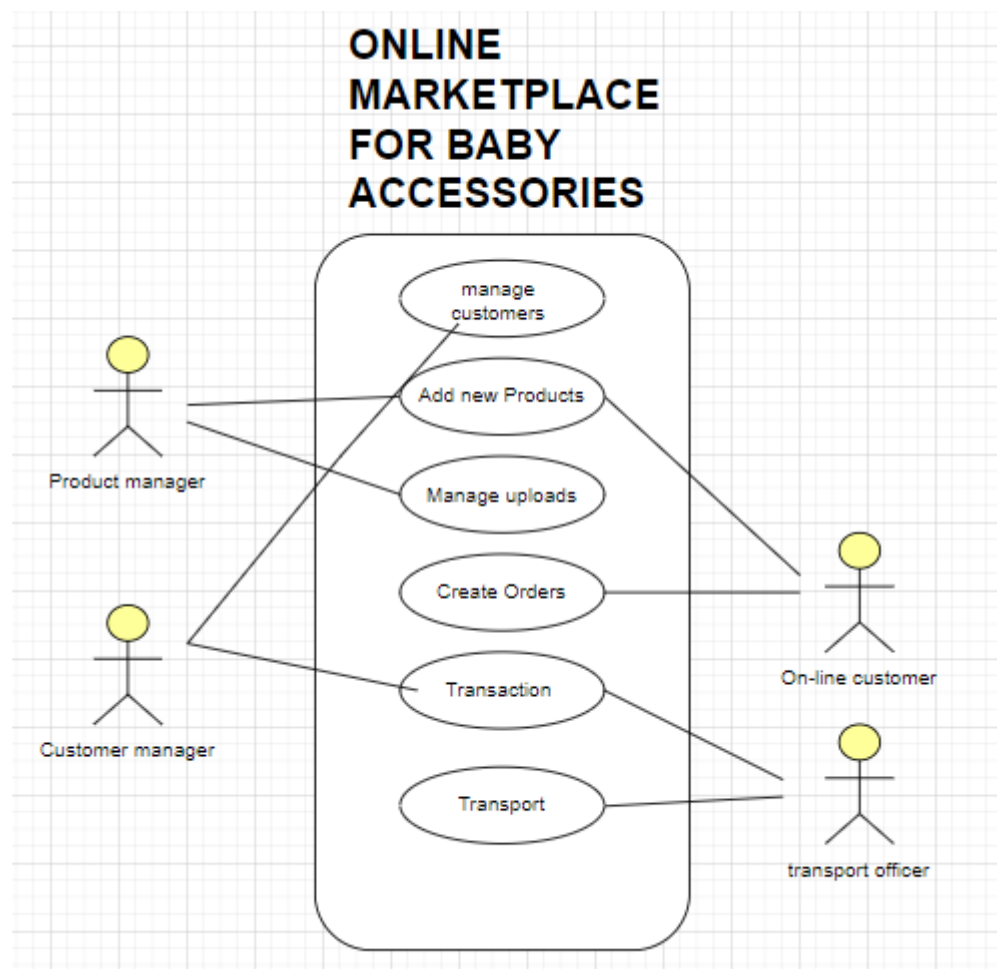 ONLINE
MARKETPLACE
FOR BABY
ACCESSORIES
manage
customers
Add new Products
Product manager
Manage uploads
Create Orders
On-line customer
Transaction
Customer manager
Transport
transport officer